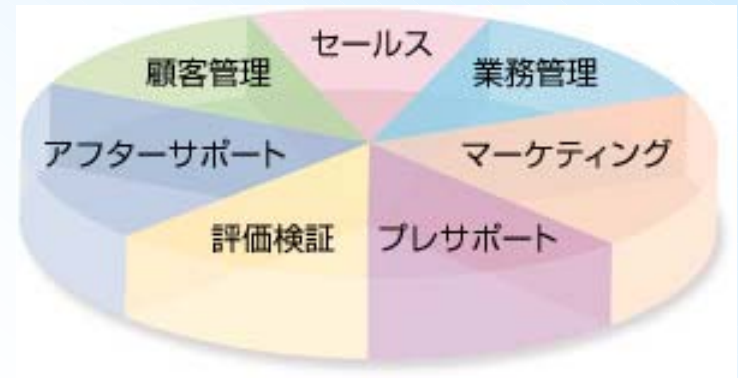 セールス
顧客管理
業務管理
アフターサポート
マーケティング
評価検証
プレサポート